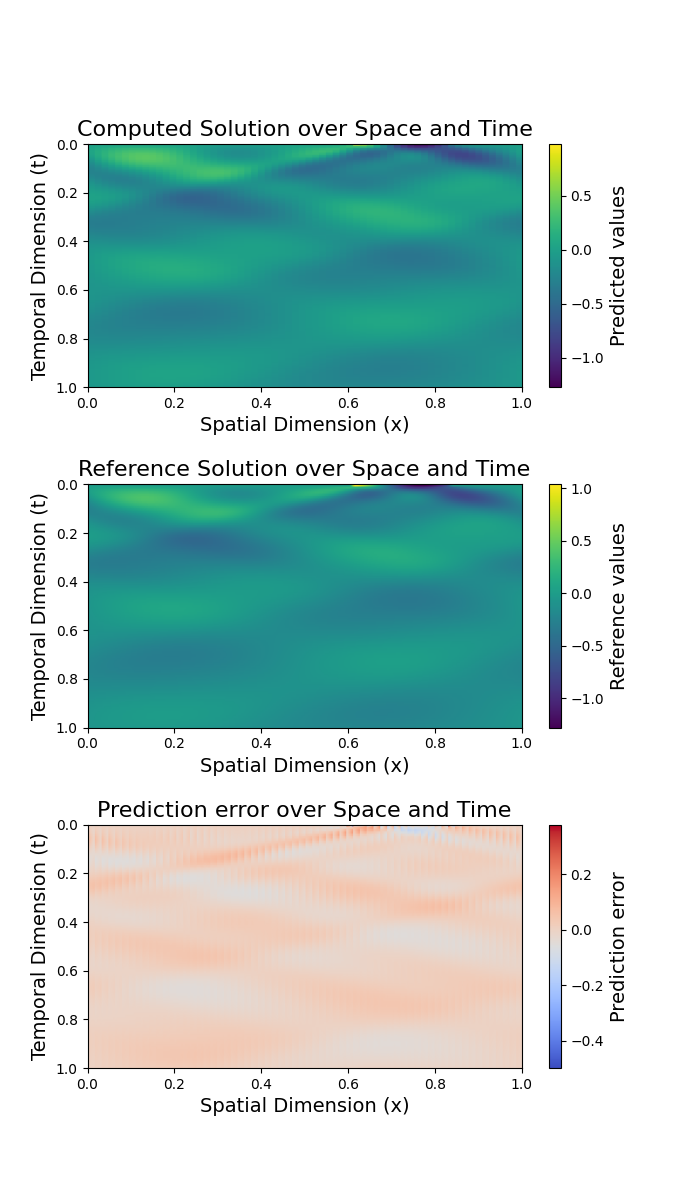 Computed Solution over Space and Time
0.0
0.2
0.4
0.6
0.8
1.0
Temporal Dimension (t)
0.0 0.2 0.4 0.6 0.8 1.0
Spatial Dimension (x)
0.5
0.0
−0.5
−1.0
Predicted values
Reference Solution over Space and Time
0.0
0.2
0.4
0.6
0.8
1.0
Temporal Dimension (t)
0.0 0.2 0.4 0.6 0.8 1.0
Spatial Dimension (x)
1.0
0.5
0.0
−0.5
−1.0
Reference values
Prediction error over Space and Time
0.0
0.2
0.4
0.6
0.8
1.0
Temporal Dimension (t)
0.0 0.2 0.4 0.6 0.8 1.0
Spatial Dimension (x)
0.2
0.0
−0.2
−0.4
Prediction error